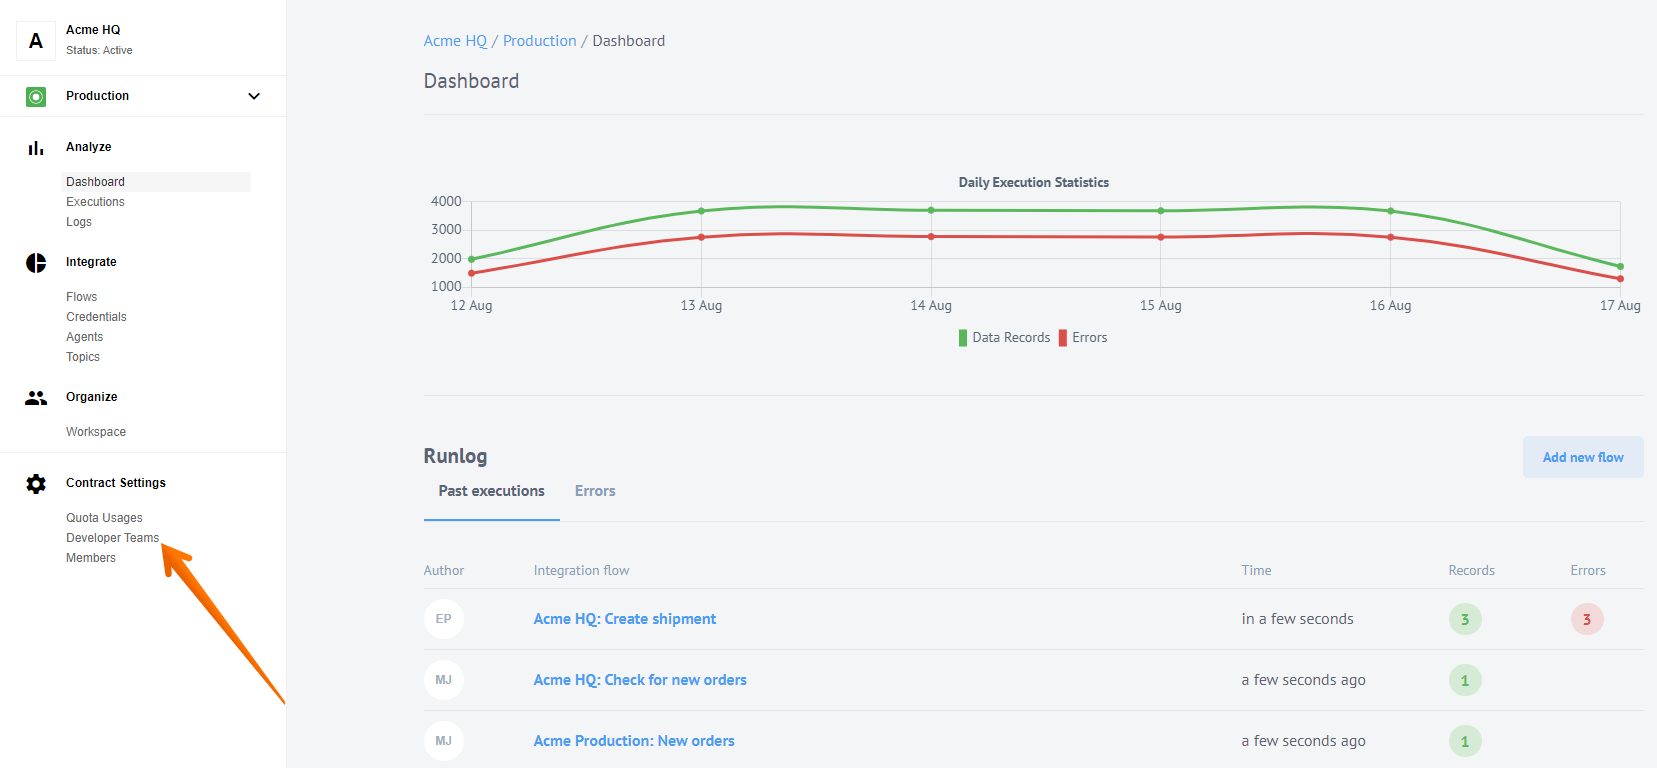 A
Acme HQ
Status: Active
Production
Analyze
Dashboard
Executions
Logs
Integrate
Flows
Credentials
Agents
Topics
Organize
Workspace
Contract Settings
Quota Usages
Developer Teams
Members
Acme HQ / Production / Dashboard
Dashboard
Daily Execution Statistics
4000
3000
2000
1000
12 Aug 13 Aug 14 Aug 15 Aug 16 Aug 17 Aug
Data Records Errors
Runlog
Add new flow
Past executions Errors
Author Integration flow Time Records Errors
EP Acme HQ: Create shipment in a few seconds 3 3
MJ Acme HQ: Check for new orders a few seconds ago 1
MJ Acme Production: New orders a few seconds ago 1